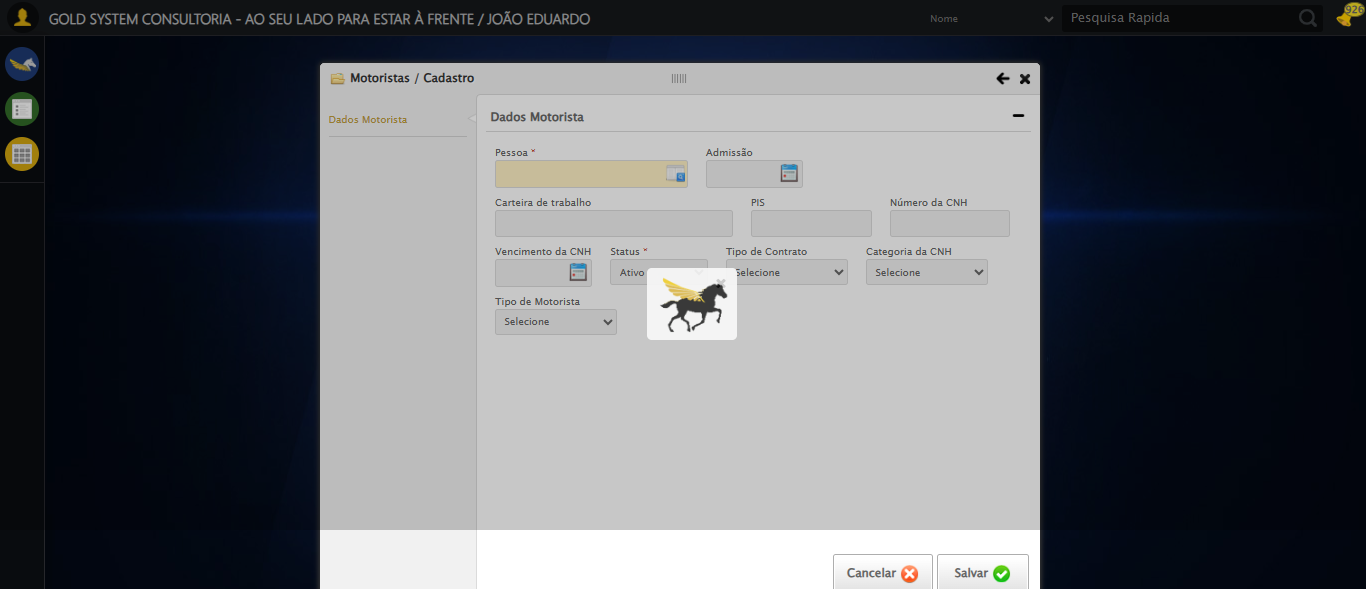 GOLD SYSTEM CONSULTORIA - AO SEU LADO PARA ESTAR À FRENTE / JOÃO EDUARDO
Nome
Pesquisa Rapida
926
Motoristas / Cadastro
Dados Motorista
Dados Motorista
Pessoa *
Admissão
Carteira de trabalho
PIS
Número da CNH
Vencimento da CNH
Status *
Tipo de Contrato
Categoria da CNH
Ativo
Selecione
Selecione
Tipo de Motorista
Selecione
Cancelar
Salvar